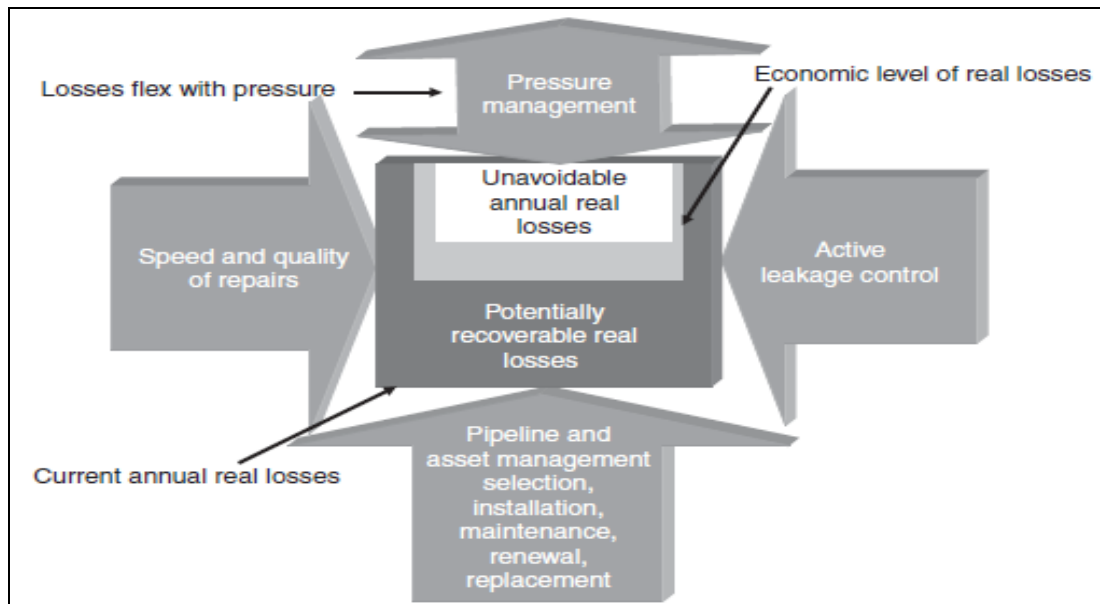 Pressure
management
Economic level of real losses
Losses flex with pressure
Unavoidable
annual real
losses
Speed and quality
of repairs
Active
leakage control
Potentially
recoverable real
losses
Current annual real losses
Pipeline and
asset management
selection,
installation,
maintenance,
renewal,
replacement